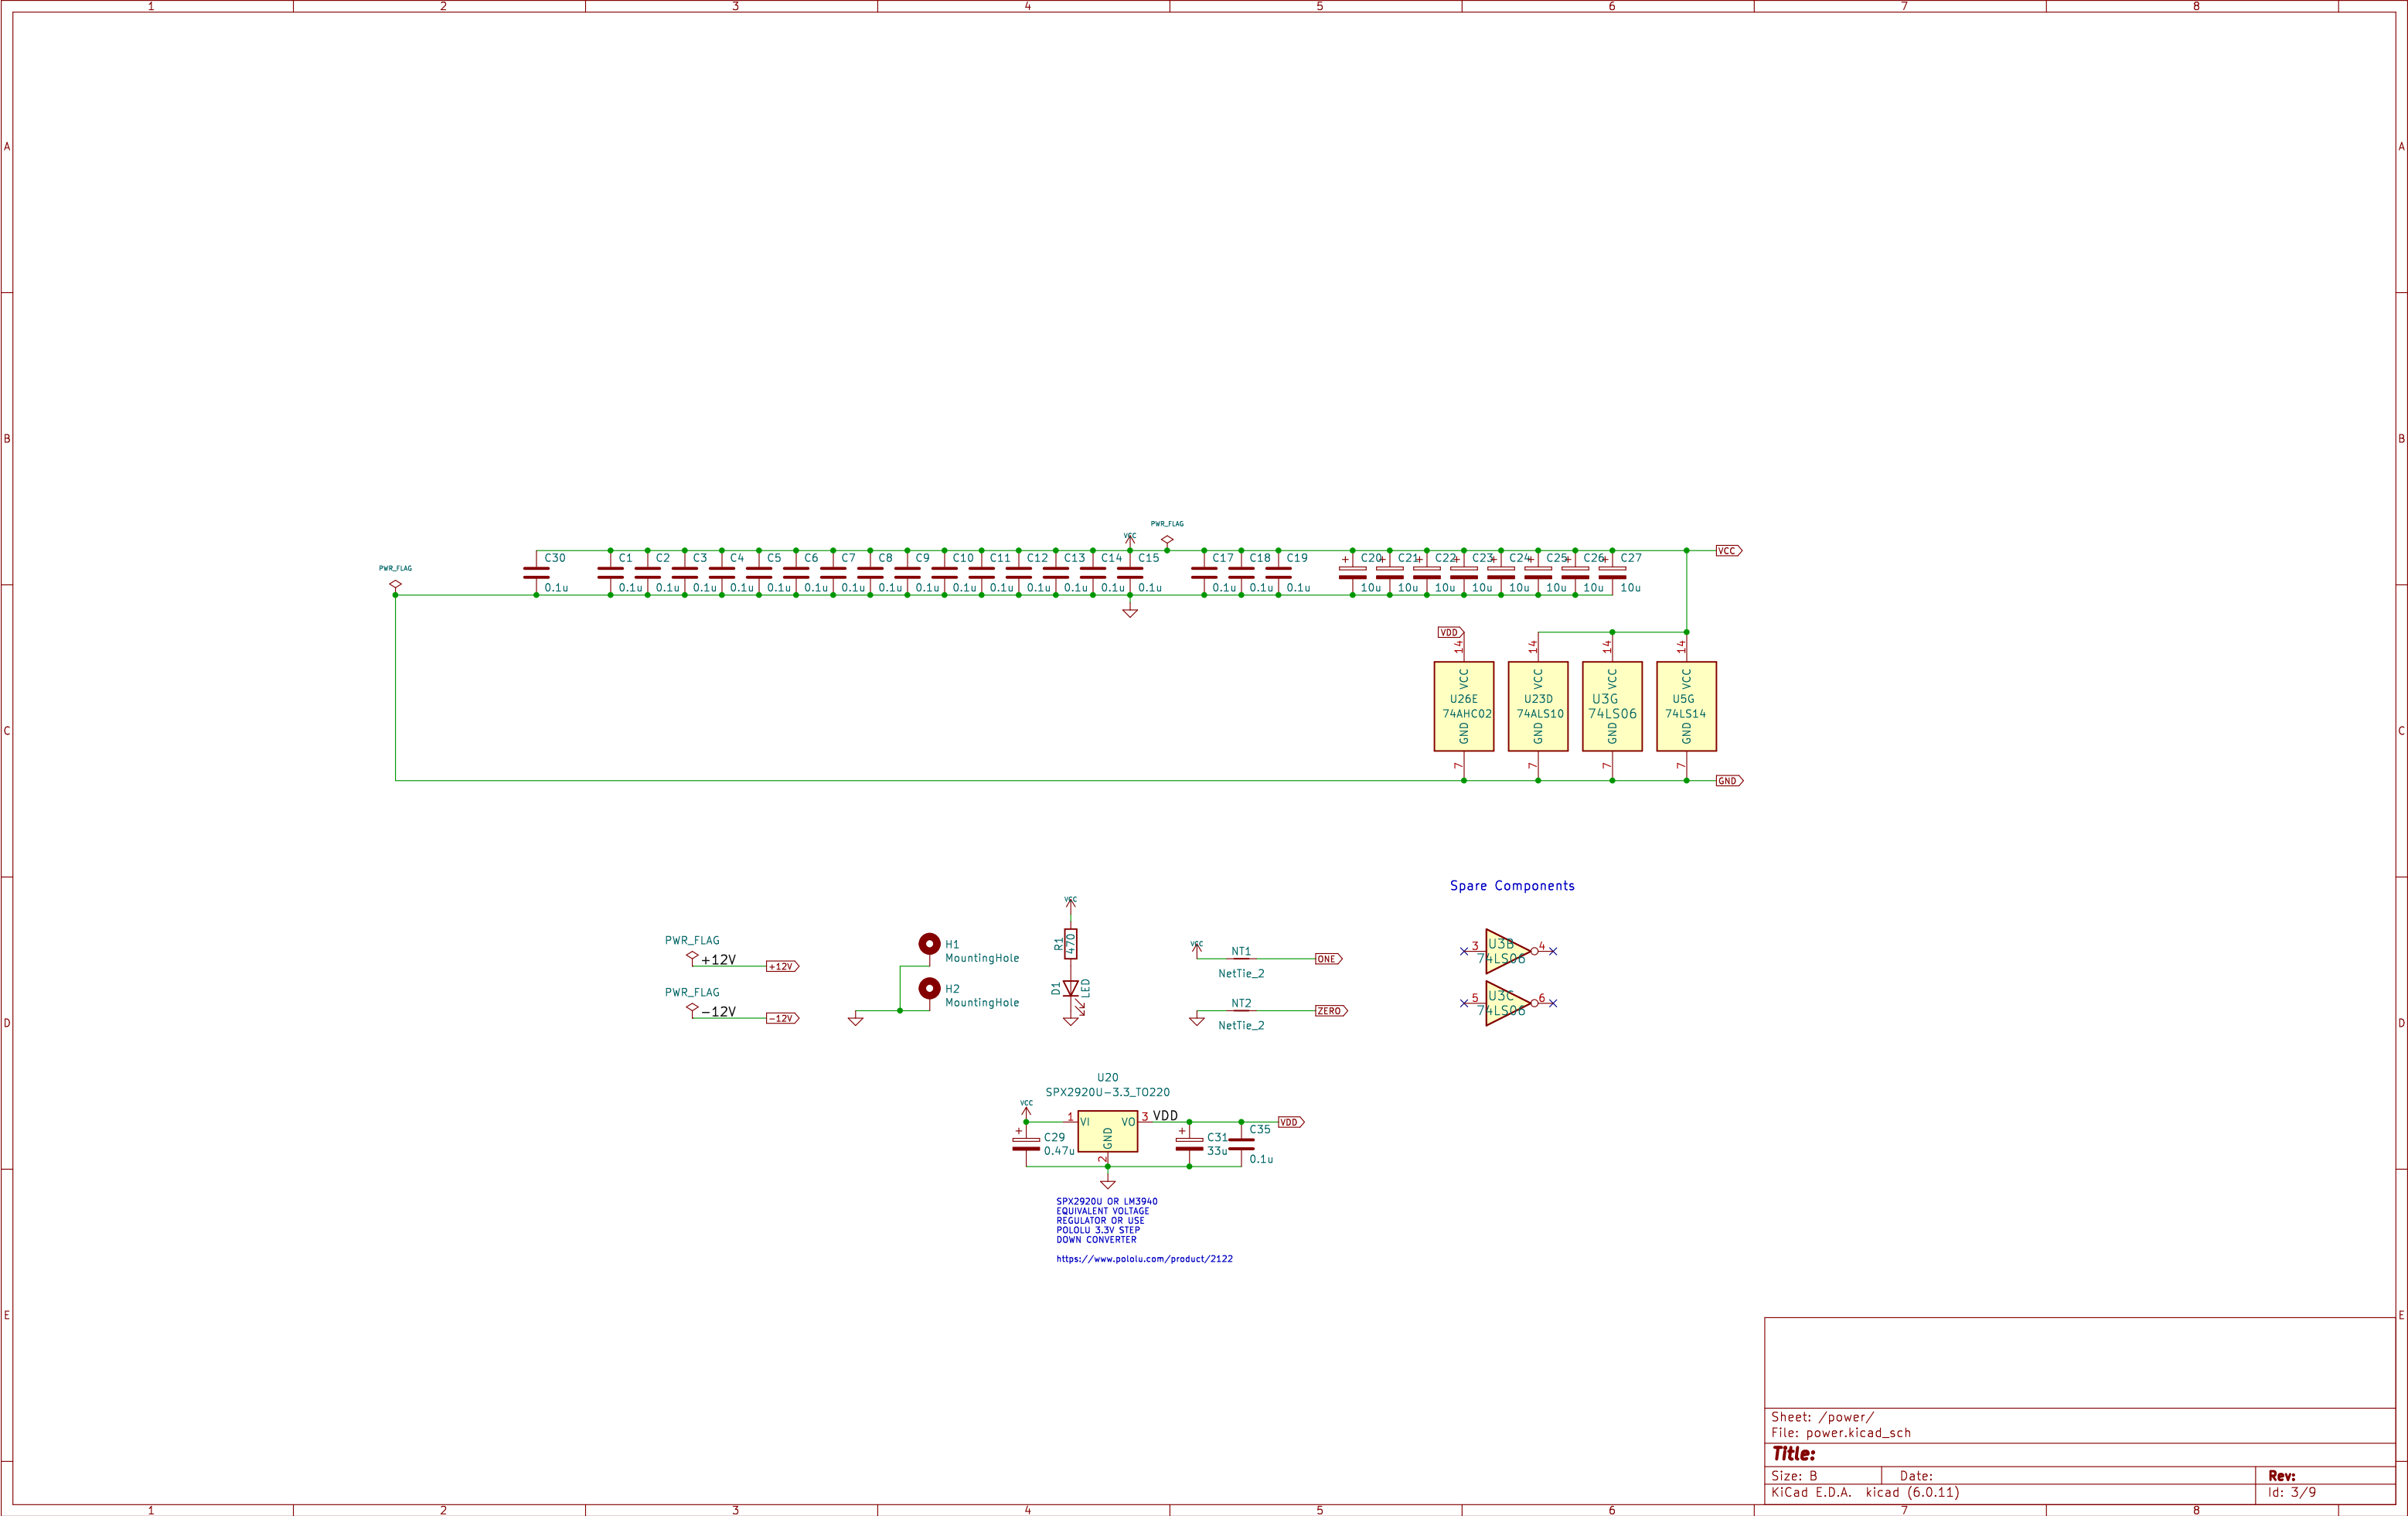 1 2 3 4 5 6 7 8
A A
B B
C C
D D
E E
PWR_FLAG
VCC
PWR_FLAG
C30 C1 C2 C3 C4 C5 C6 C7 C8 C9 C10 C11 C12 C13 C14 C15 C17 C18 C19 C20 C21 C22 C23 C24 C25 C26 C27
VCC
+ + + + + + + +
0.1u 0.1u 0.1u 0.1u 0.1u 0.1u 0.1u 0.1u 0.1u 0.1u 0.1u 0.1u 0.1u 0.1u 0.1u 0.1u 0.1u 0.1u 0.1u 10u 10u 10u 10u 10u 10u 10u 10u
VDD
14 14 14 14
VCC VCC VCC VCC
U26E U23D U3G U5G
74AHC02 74ALS10 74LS06 74LS14
GND GND GND GND
7 7 7 7
GND
Spare Components
PWR_FLAG
+12V
+12V
PWR_FLAG
-12V
-12V
H1
MountingHole
H2
MountingHole
VCC
R1
470
D1
LED
VCC
NT1
ONE
NetTie_2
NT2
ZERO
NetTie_2
3 U3B 4
74LS06
5 U3C 6
74LS06
U20
SPX2920U-3.3_TO220
VCC
1 VI VO 3 VDD
VDD
GND
2
+
C29
0.47u
+
C31
33u
C35
0.1u
SPX2920U OR LM3940
EQUIVALENT VOLTAGE
REGULATOR OR USE
POLOLU 3.3V STEP
DOWN CONVERTER
https://www.pololu.com/product/2122
Sheet: /power/
File: power.kicad_sch
Title:
Size: B Date: Rev:
KiCad E.D.A. kicad (6.0.11) Id: 3/9
1 2 3 4 5 6 7 8